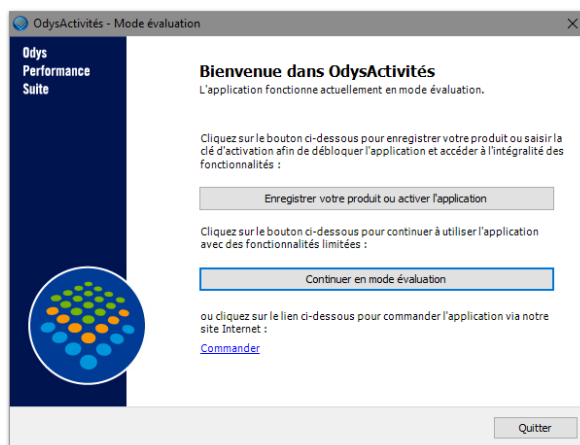 OdysActivités - Mode évaluation
Odys
Performance
Suite
Bienvenue dans OdysActivités
L'application fonctionne actuellement en mode évaluation.
Cliquez sur le bouton ci-dessous pour enregistrer votre produit ou saisir la
clé d'activation afin de débloquer l'application et accéder à l'intégralité des
fonctionnalités :
Enregistrer votre produit ou activer l'application
Cliquez sur le bouton ci-dessous pour continuer à utiliser l'application
avec des fonctionnalités limitées :
Continuer en mode évaluation
ou cliquez sur le lien ci-dessous pour commander l'application via notre
site Internet :
Commander
Quitter